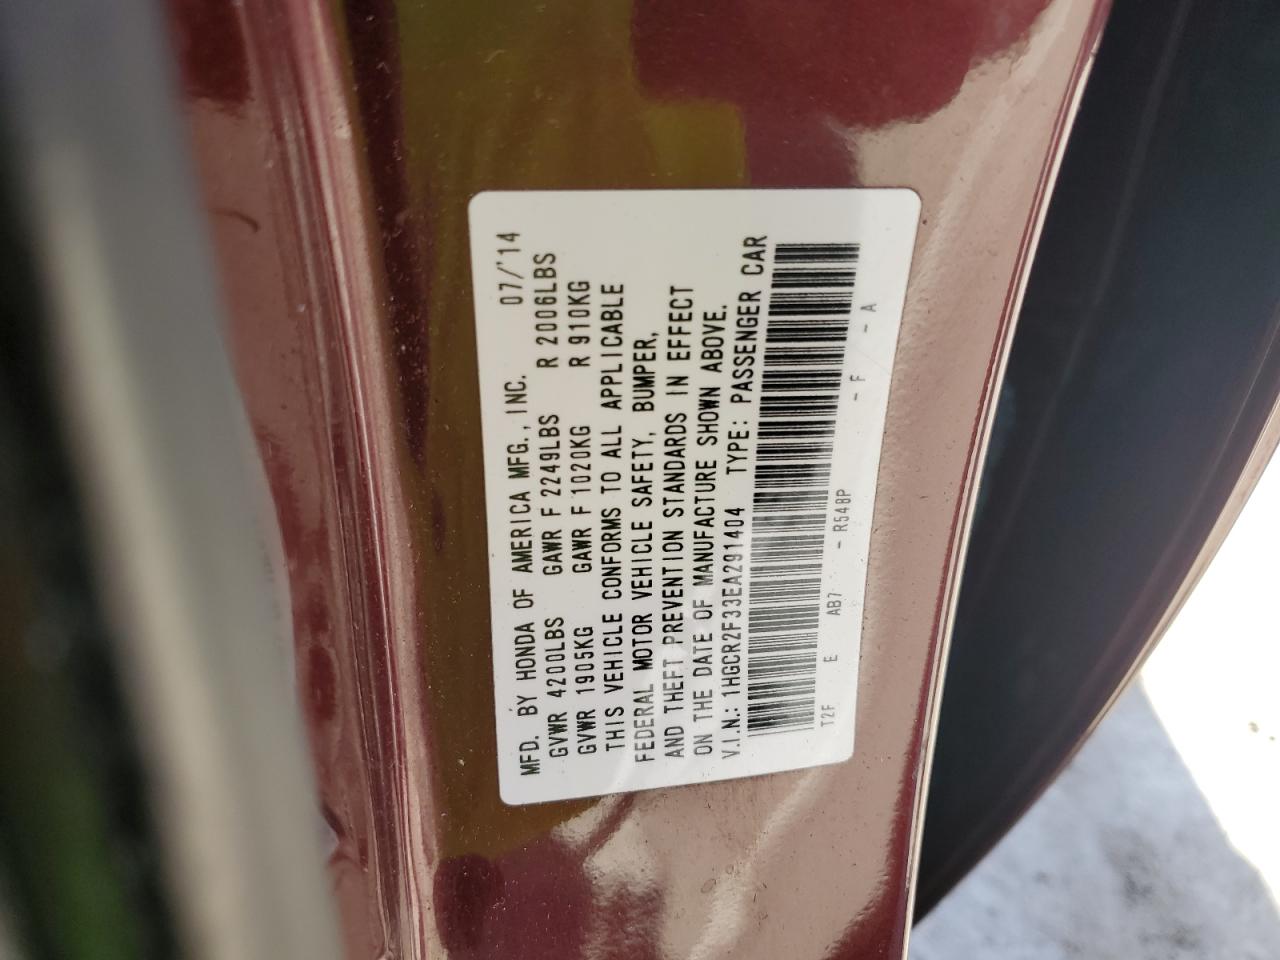 MFD. BY HONDA OF AMERICA MFG., INC. 07/'14
GVWR 4200LBS GAWR F 2249LBS R 2006LBS
GVWR 1905KG GAWR F 1020KG R 910KG
THIS VEHICLE CONFORMS TO ALL APPLICABLE
FEDERAL MOTOR VEHICLE SAFETY, BUMPER,
AND THEFT PREVENTION STANDARDS IN EFFECT
ON THE DATE OF MANUFACTURE SHOWN ABOVE.
V.I.N.: 1HGCR2F33EA291404 TYPE: PASSENGER CAR
T2F E AB7 - R548P - F - A